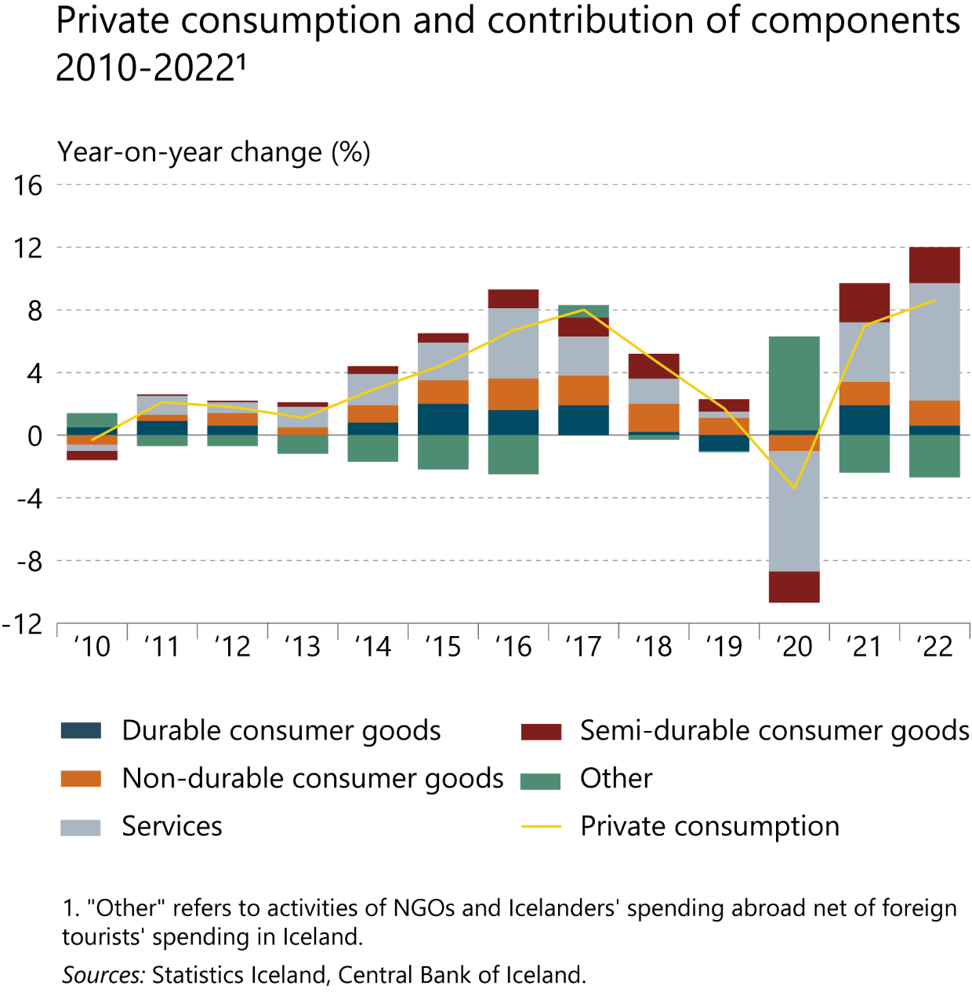 Private consumption and contribution of components
2010-2022¹
Year-on-year change (%)
16
12
8
4
0
-4
-8
-12
‘10 ‘11 ‘12 ‘13 ‘14 ‘15 ‘16 ‘17 ‘18 ‘19 ‘20 ‘21 ‘22
Durable consumer goods
Semi-durable consumer goods
Non-durable consumer goods
Other
Services
Private consumption
1. "Other" refers to activities of NGOs and Icelanders' spending abroad net of foreign
tourists' spending in Iceland.
Sources: Statistics Iceland, Central Bank of Iceland.